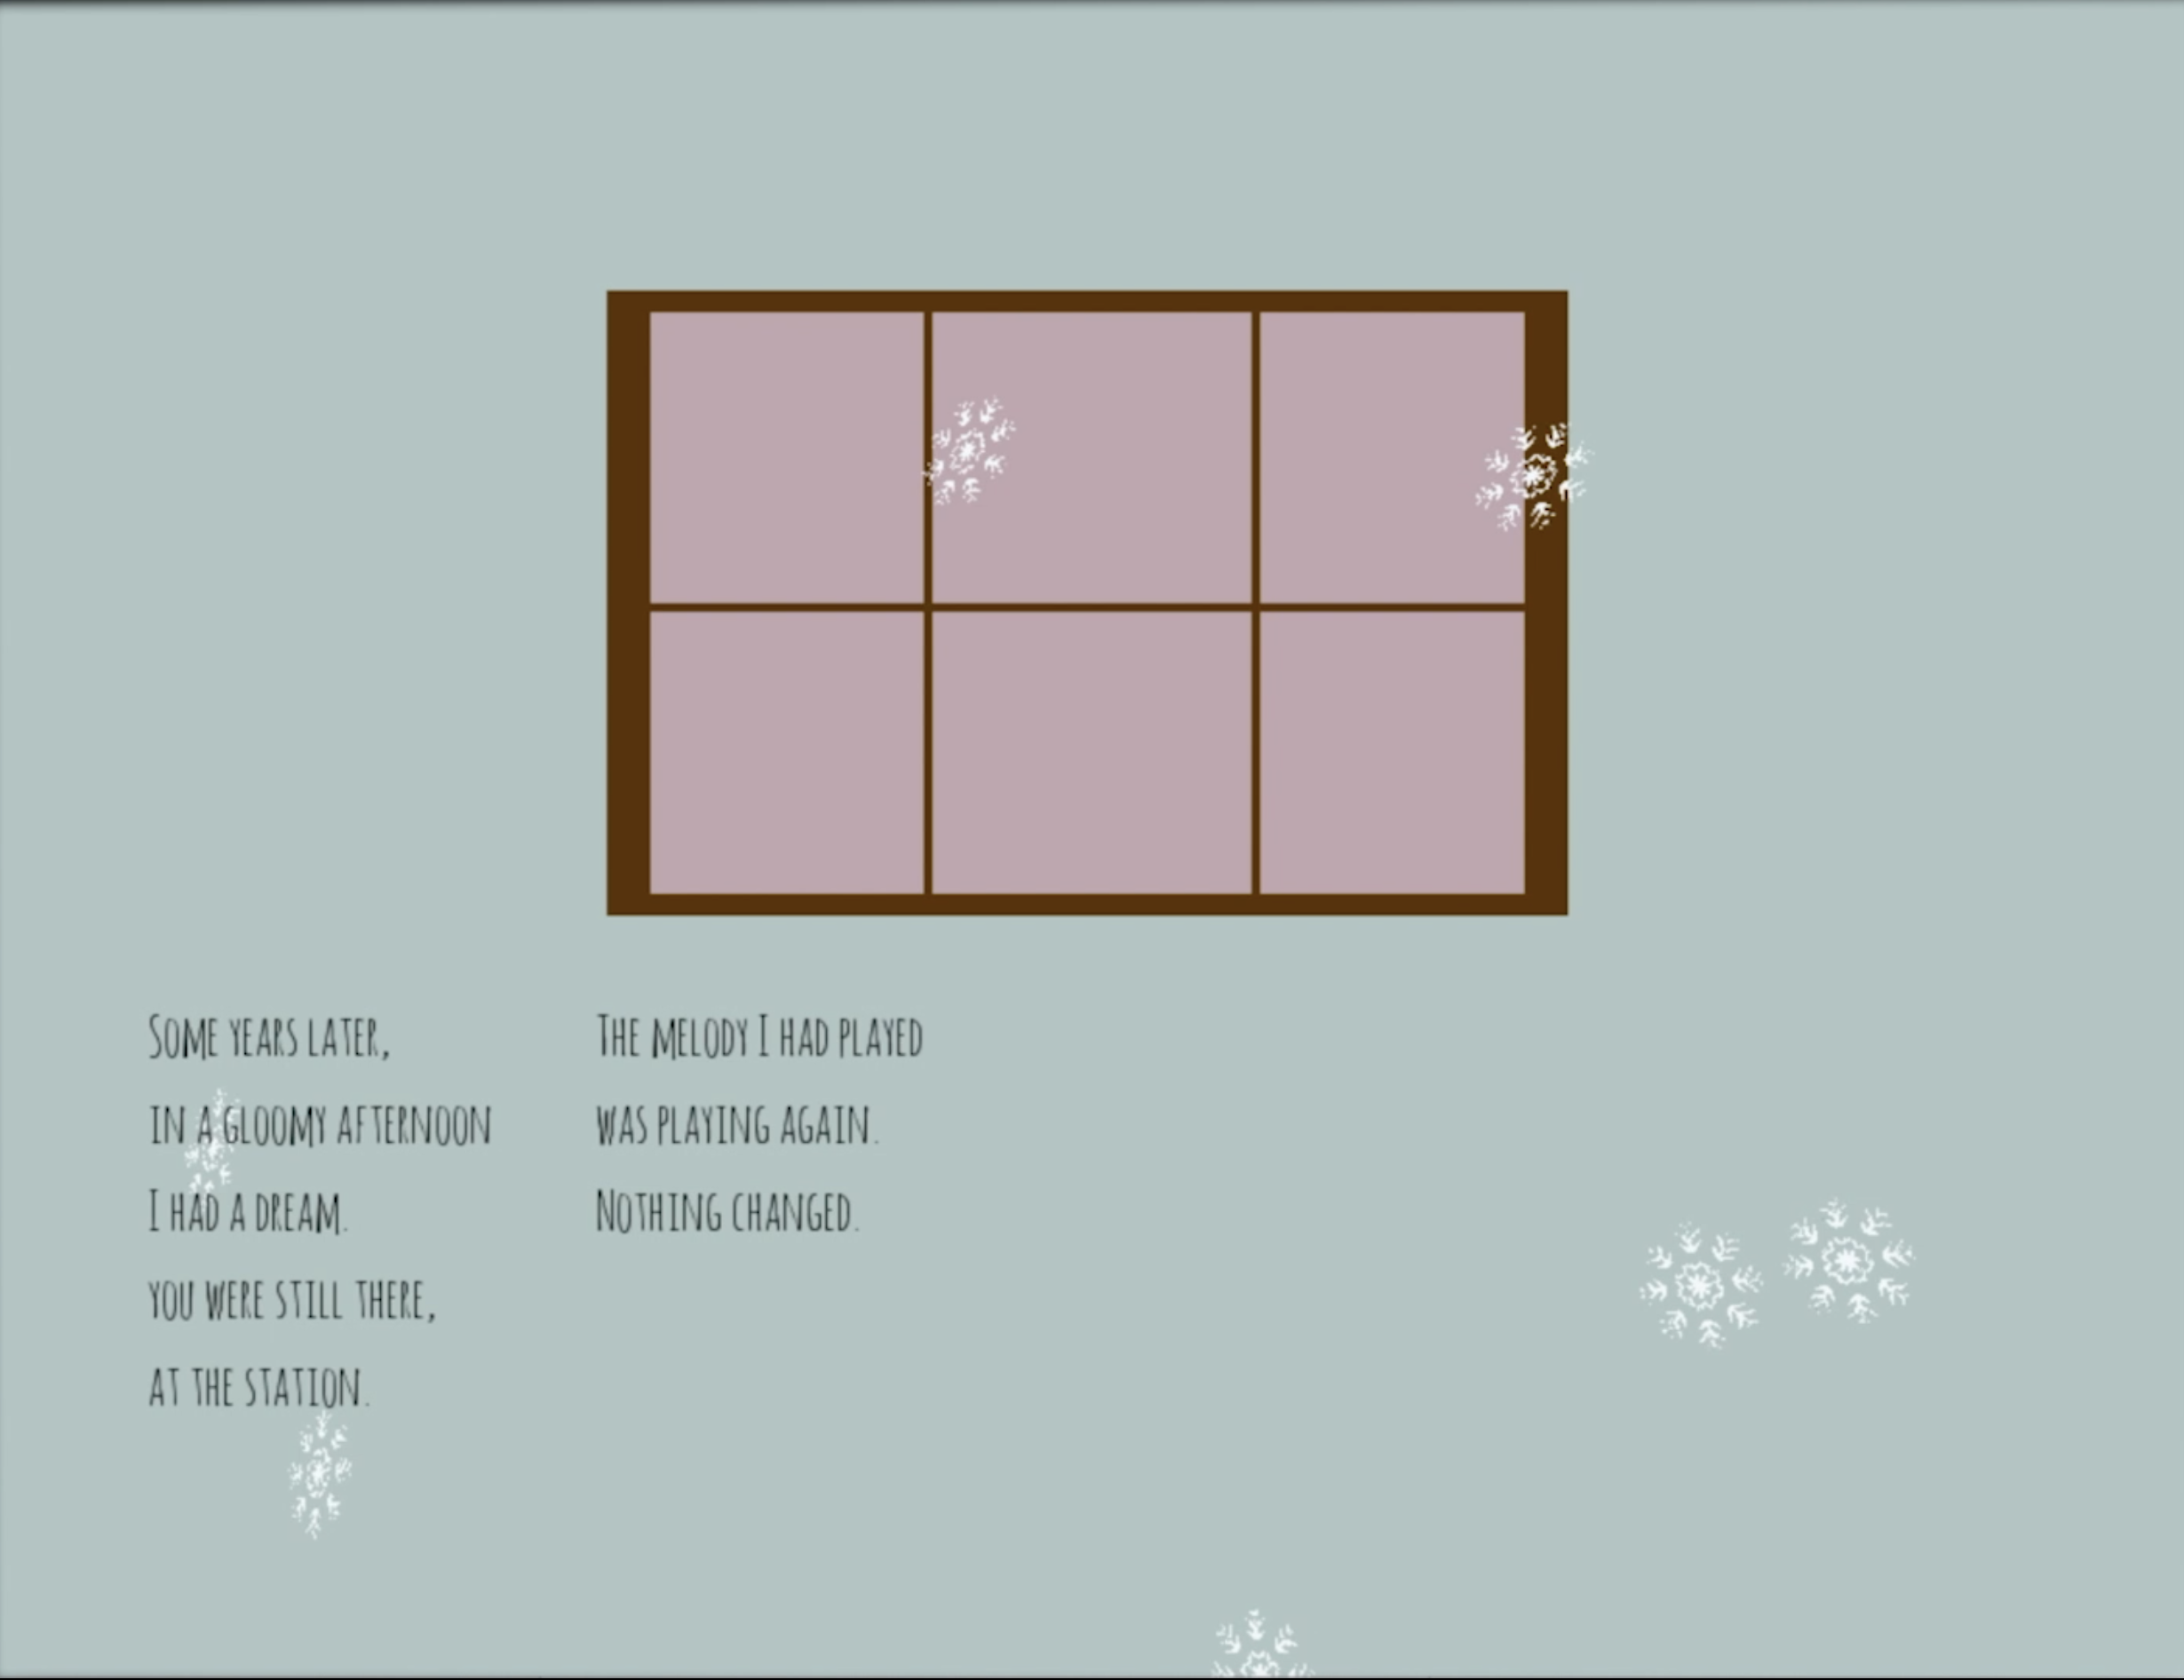 Some years later,
in a gloomy afternoon
I had a dream.
you were still there,
at the station.
The melody I had played
was playing again.
Nothing changed.